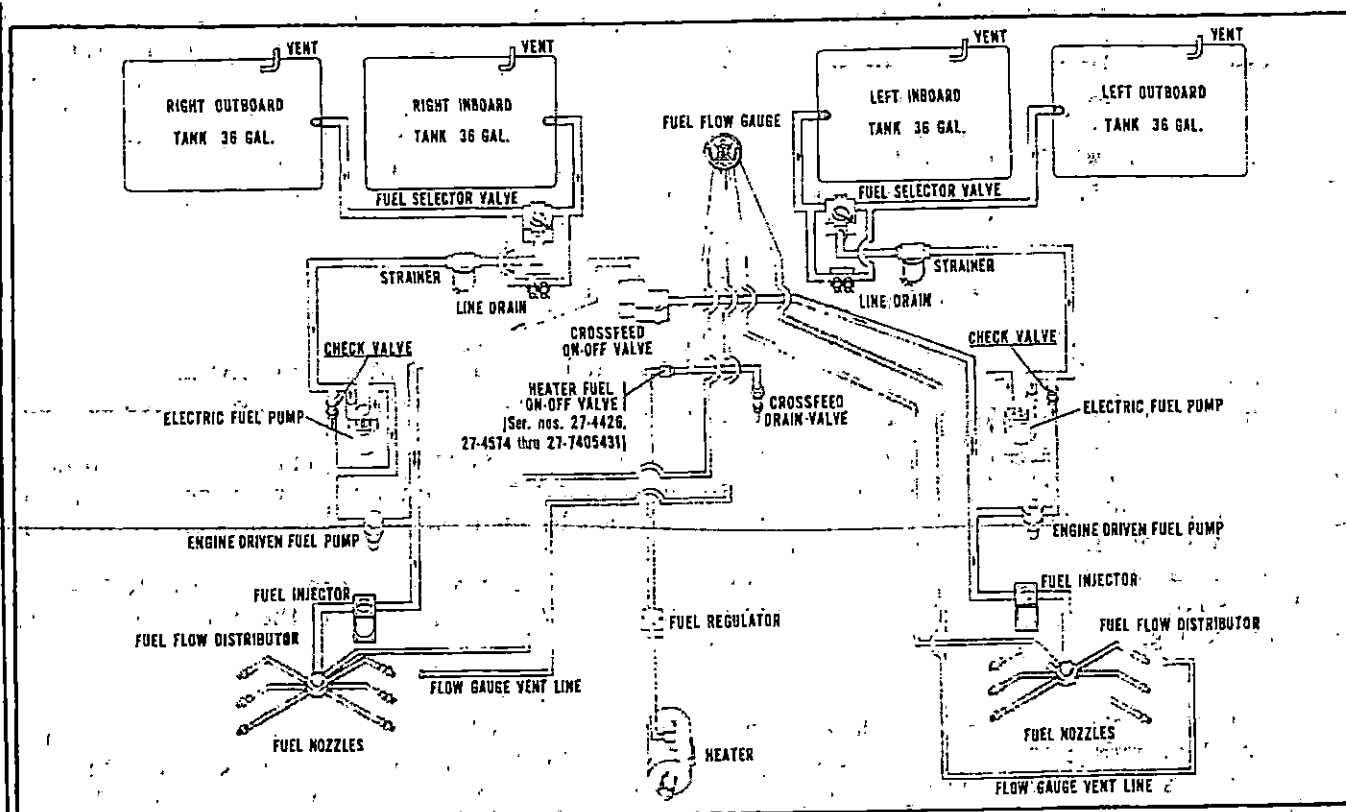 VENT
VENT
VENT
VENT
RIGHT OUTBOARD
TANK 36 GAL.
RIGHT INBOARD
TANK 36 GAL.
LEFT INBOARD
TANK 36 GAL.
LEFT OUTBOARD
TANK 36 GAL.
FUEL FLOW GAUGE
FUEL SELECTOR VALVE
FUEL SELECTOR VALVE
STRAINER
STRAINER
LINE DRAIN
LINE DRAIN
CROSSFEED
ON-OFF VALVE
CHECK VALVE
CHECK VALVE
HEATER FUEL
ON-OFF VALVE
(Ser. nos. 27-4426,
27-4574 thru 27-7405431)
CROSSFEED
DRAIN VALVE
ELECTRIC FUEL PUMP
ELECTRIC FUEL PUMP
ENGINE DRIVEN FUEL PUMP
ENGINE DRIVEN FUEL PUMP
FUEL INJECTOR
FUEL INJECTOR
FUEL REGULATOR
FUEL FLOW DISTRIBUTOR
FUEL FLOW DISTRIBUTOR
FLOW GAUGE VENT LINE
FUEL NOZZLES
FUEL NOZZLES
HEATER
FLOW GAUGE VENT LINE